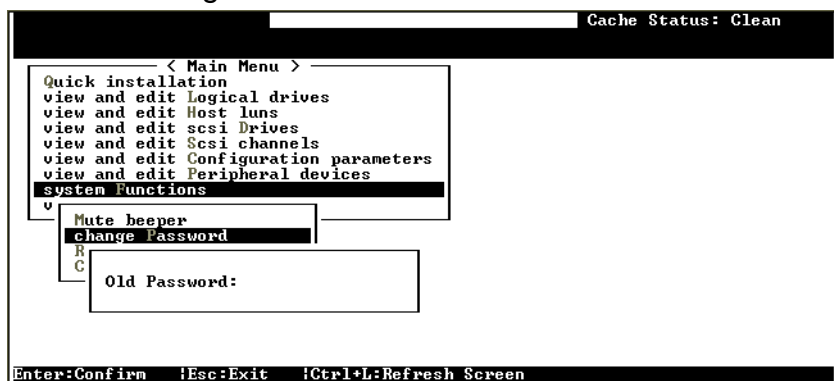 Cache Status: Clean
< Main Menu >
Quick installation
view and edit Logical drives
view and edit Host luns
view and edit scsi Drives
view and edit Scsi channels
view and edit Configuration parameters
view and edit Peripheral devices
system Functions
v
Mute beeper
change Password
R
C
Old Password:
Enter:Confirm |Esc:Exit |Ctrl+L:Refresh Screen